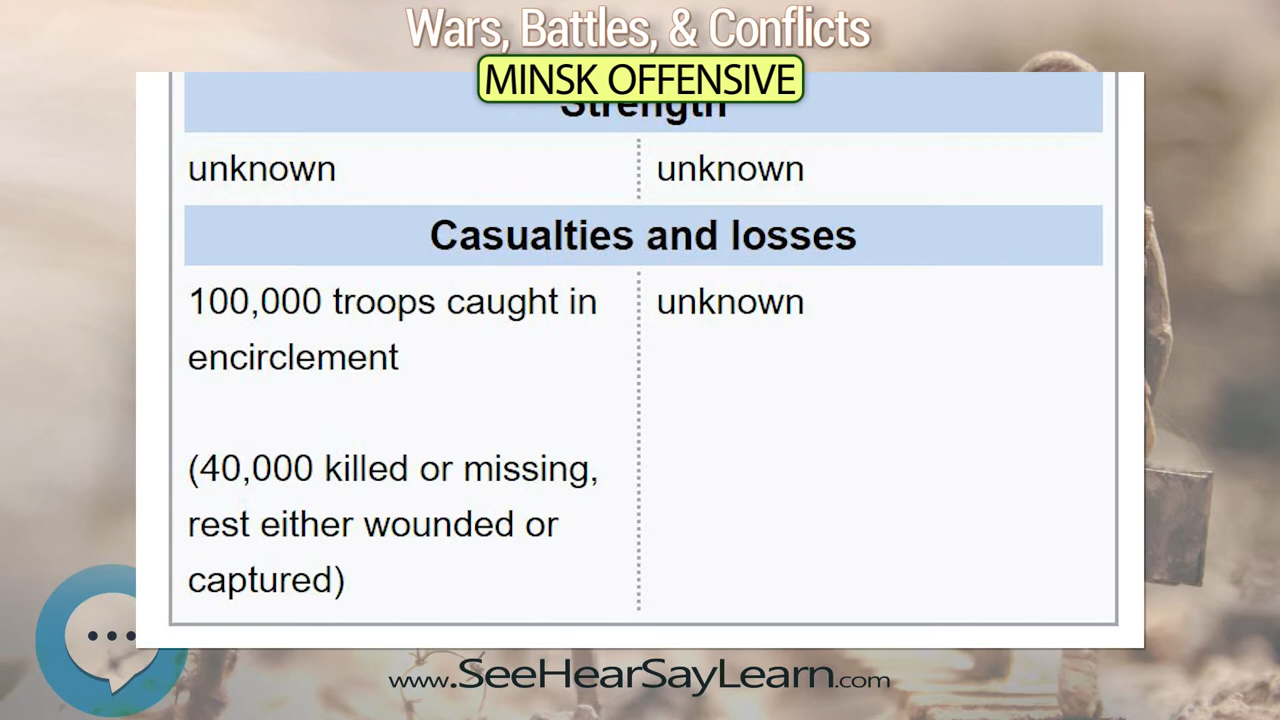 Wars, Battles, & Conflicts
MINSK OFFENSIVE
Strength
unknown unknown
Casualties and losses
100,000 troops caught in unknown
encirclement
(40,000 killed or missing,
rest either wounded or
captured)
www.SeeHearSayLearn.com